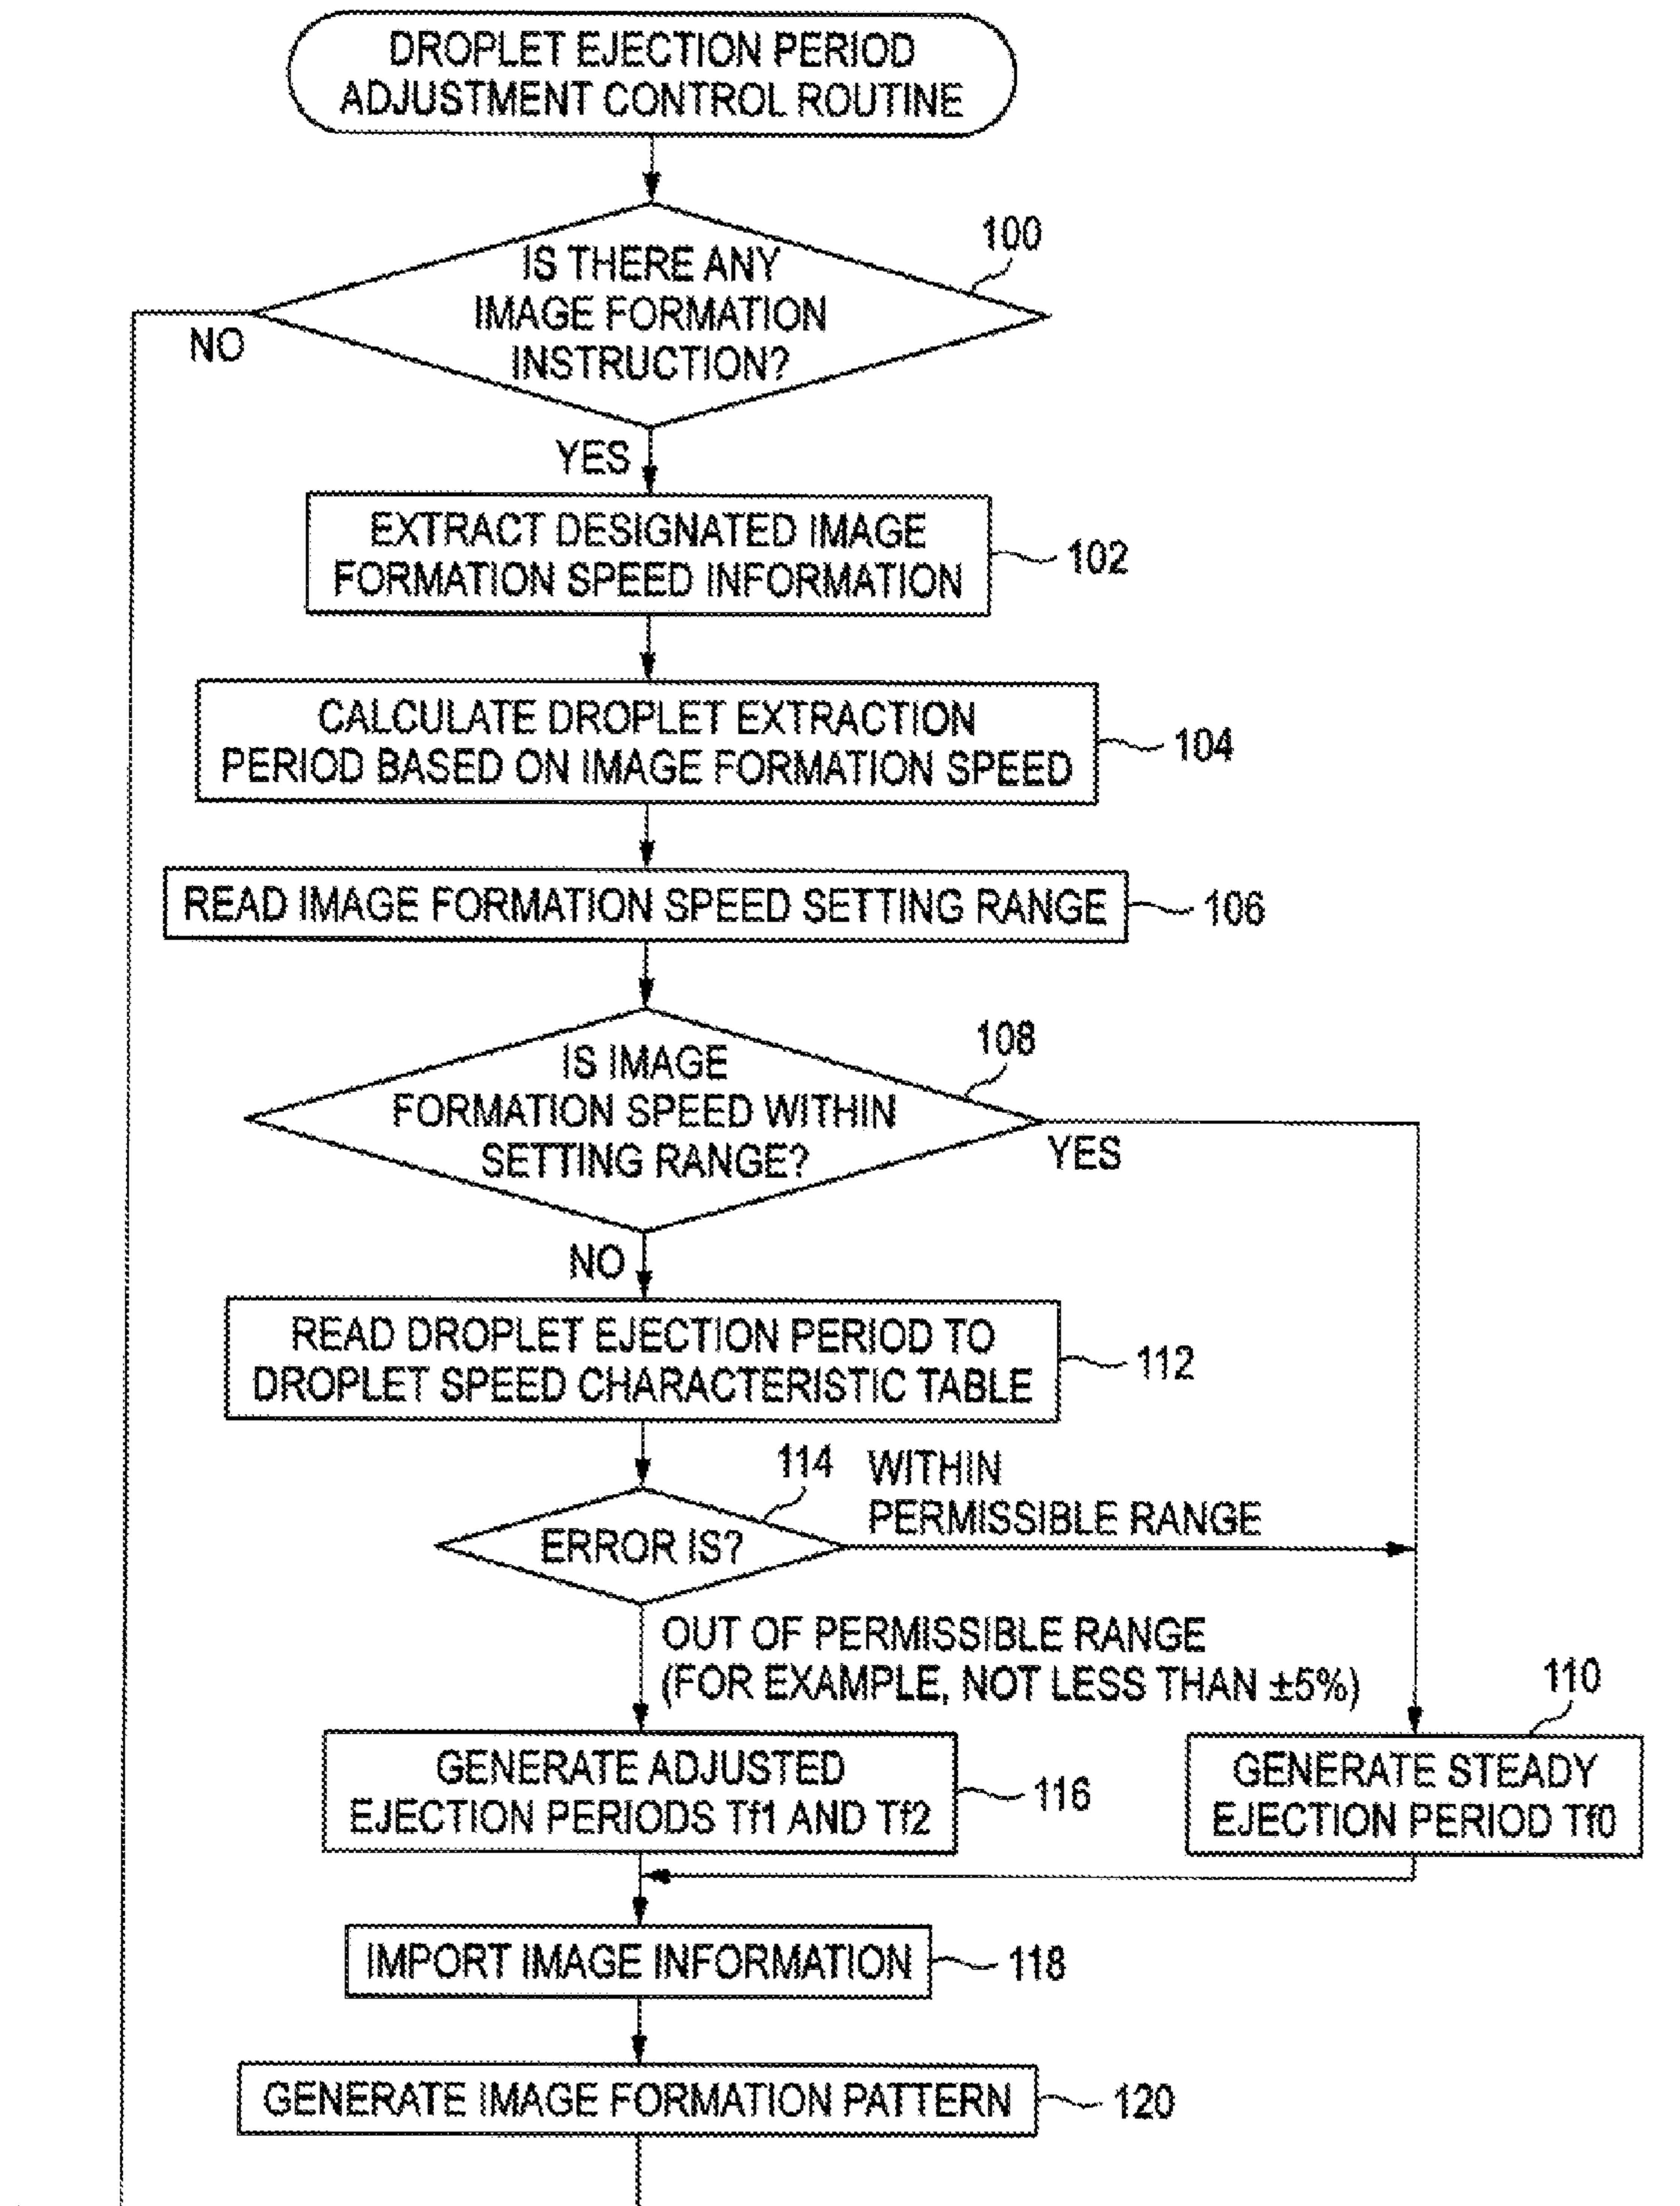 DROPLET EJECTION PERIOD
ADJUSTMENT CONTROL ROUTINE
100
IS THERE ANY
IMAGE FORMATION
INSTRUCTION?
NO
YES
EXTRACT DESIGNATED IMAGE
FORMATION SPEED INFORMATION
102
CALCULATE DROPLET EXTRACTION
PERIOD BASED ON IMAGE FORMATION SPEED
104
READ IMAGE FORMATION SPEED SETTING RANGE
106
108
IS IMAGE
FORMATION SPEED WITHIN
SETTING RANGE?
YES
NO
READ DROPLET EJECTION PERIOD TO
DROPLET SPEED CHARACTERISTIC TABLE
112
114
WITHIN
PERMISSIBLE RANGE
ERROR IS?
OUT OF PERMISSIBLE RANGE
(FOR EXAMPLE, NOT LESS THAN ±5%)
110
GENERATE ADJUSTED
EJECTION PERIODS Tf1 AND Tf2
116
GENERATE STEADY
EJECTION PERIOD Tf0
IMPORT IMAGE INFORMATION
118
GENERATE IMAGE FORMATION PATTERN
120